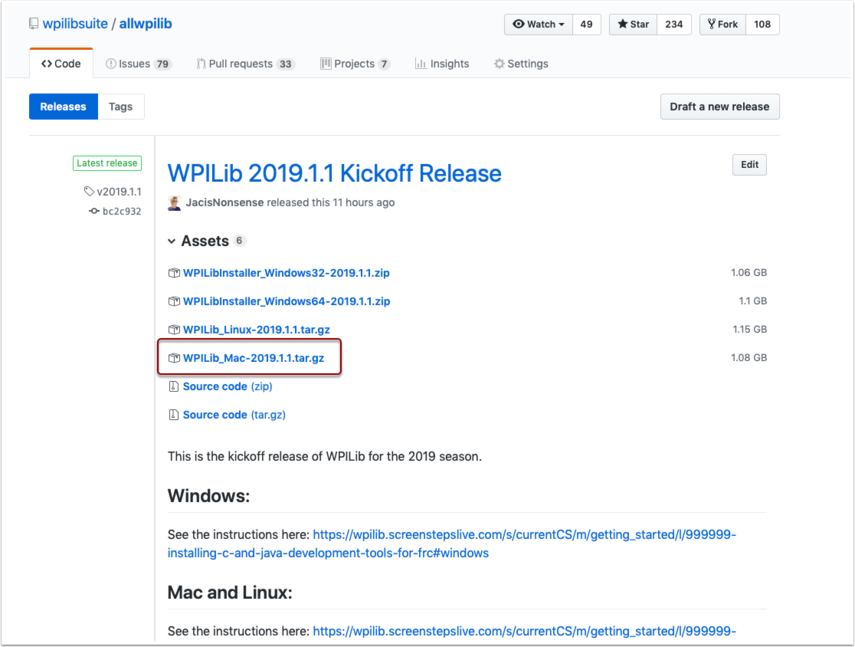 wpilibsuite / allwpilib
Watch 49 Star 234 Fork 108
Code Issues 79 Pull requests 33 Projects 7 Insights Settings
Releases Tags Draft a new release
Latest release
v2019.1.1
bc2c932
WPILib 2019.1.1 Kickoff Release Edit
JacisNonsense released this 11 hours ago
Assets 6
WPILibInstaller_Windows32-2019.1.1.zip 1.06 GB
WPILibInstaller_Windows64-2019.1.1.zip 1.1 GB
WPILib_Linux-2019.1.1.tar.gz 1.15 GB
WPILib_Mac-2019.1.1.tar.gz 1.08 GB
Source code (zip)
Source code (tar.gz)
This is the kickoff release of WPILib for the 2019 season.
Windows:
See the instructions here: https://wpilib.screenstepslive.com/s/currentCS/m/getting_started/l/999999-
installing-c-and-java-development-tools-for-frc#windows
Mac and Linux:
See the instructions here: https://wpilib.screenstepslive.com/s/currentCS/m/getting_started/l/999999-